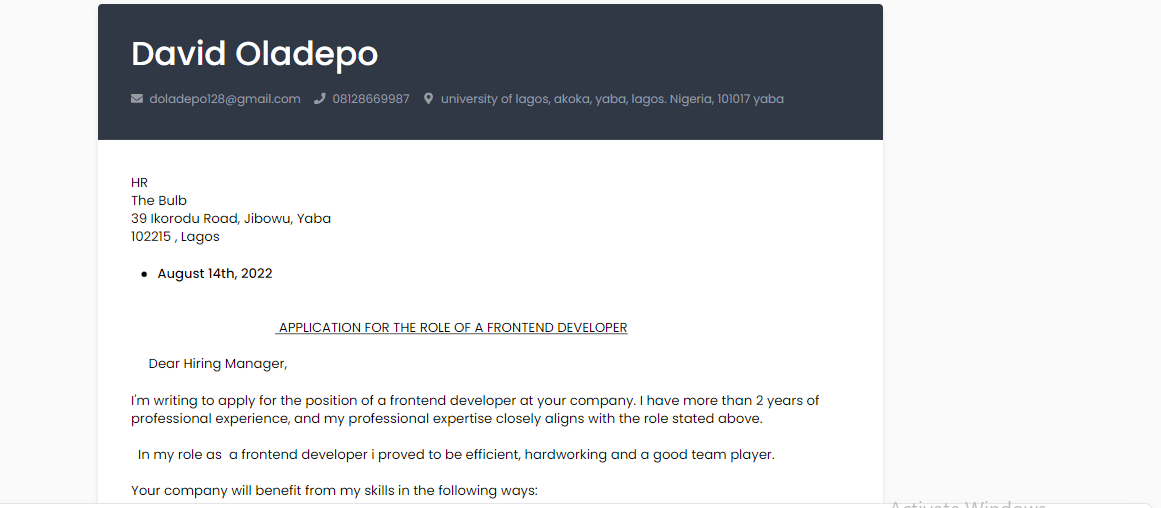 David Oladepo
doladepo128@gmail.com 08128669987 university of lagos, akoka, yaba, lagos. Nigeria, 101017 yaba
HR
The Bulb
39 Ikorodu Road, Jibowu, Yaba
102215 , Lagos
• August 14th, 2022
APPLICATION FOR THE ROLE OF A FRONTEND DEVELOPER
Dear Hiring Manager,
I'm writing to apply for the position of a frontend developer at your company. I have more than 2 years of
professional experience, and my professional expertise closely aligns with the role stated above.
In my role as  a frontend developer i proved to be efficient, hardworking and a good team player.
Your company will benefit from my skills in the following ways:
Activate Windows